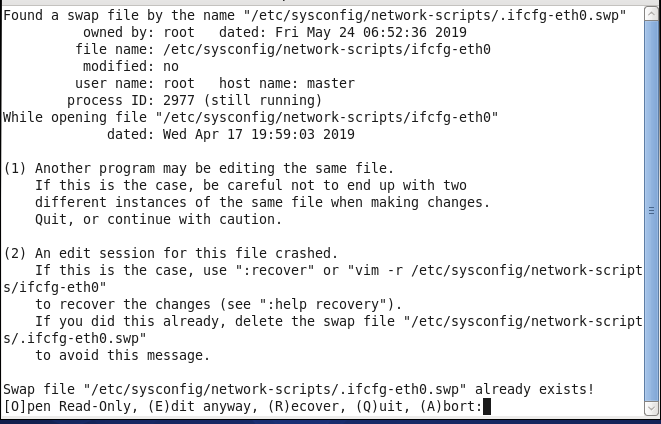 Found a swap file by the name "/etc/sysconfig/network-scripts/.ifcfg-eth0.swp"
          owned by: root   dated: Fri May 24 06:52:36 2019
         file name: /etc/sysconfig/network-scripts/ifcfg-eth0
          modified: no
         user name: root   host name: master
        process ID: 2977 (still running)
While opening file "/etc/sysconfig/network-scripts/ifcfg-eth0"
             dated: Wed Apr 17 19:59:03 2019

(1) Another program may be editing the same file.
    If this is the case, be careful not to end up with two
    different instances of the same file when making changes.
    Quit, or continue with caution.

(2) An edit session for this file crashed.
    If this is the case, use ":recover" or "vim -r /etc/sysconfig/network-script
s/ifcfg-eth0"
    to recover the changes (see ":help recovery").
    If you did this already, delete the swap file "/etc/sysconfig/network-script
s/.ifcfg-eth0.swp"
    to avoid this message.

Swap file "/etc/sysconfig/network-scripts/.ifcfg-eth0.swp" already exists!
[O]pen Read-Only, (E)dit anyway, (R)ecover, (Q)uit, (A)bort: